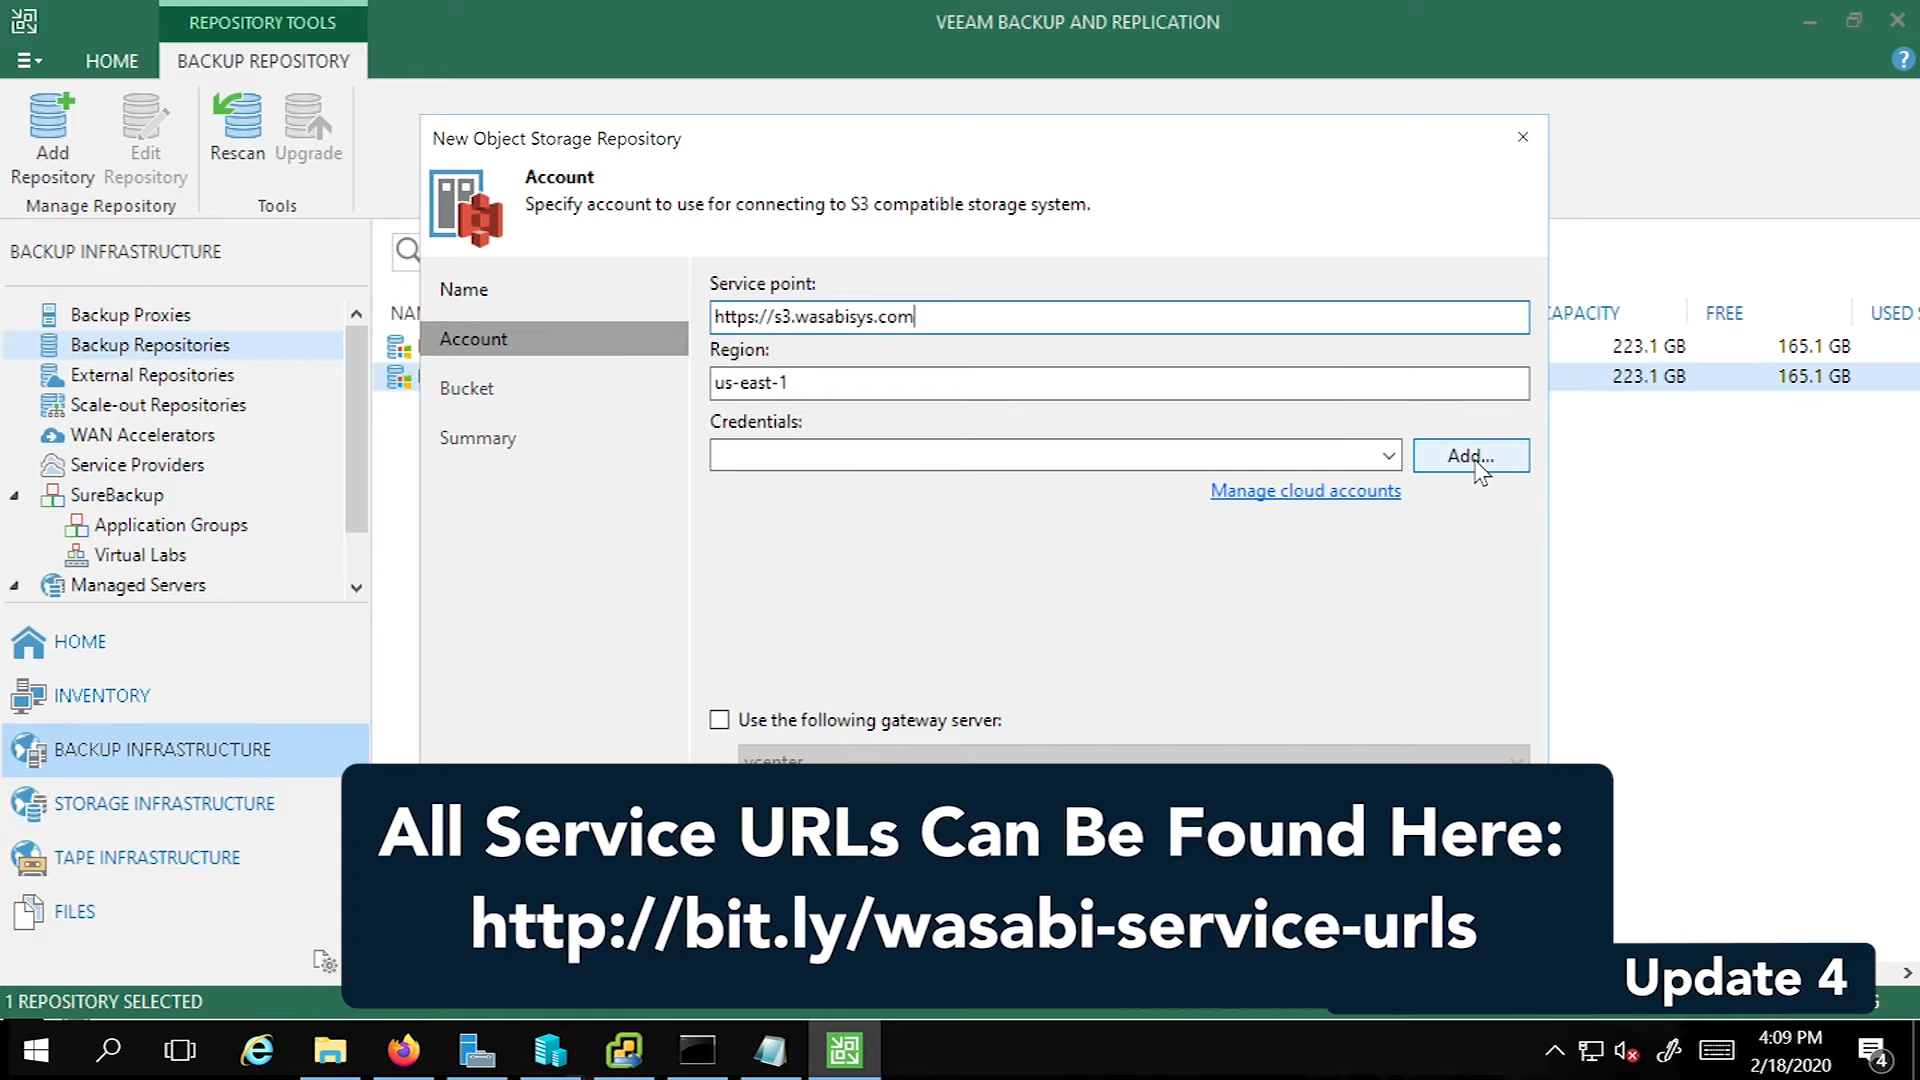 REPOSITORY TOOLS
VEEAM BACKUP AND REPLICATION
HOME
BACKUP REPOSITORY
?
Add
Repository
Edit
Repository
Rescan
Upgrade
Manage Repository
Tools
New Object Storage Repository
Account
Specify account to use for connecting to S3 compatible storage system.
BACKUP INFRASTRUCTURE
Backup Proxies
Backup Repositories
External Repositories
Scale-out Repositories
WAN Accelerators
Service Providers
SureBackup
Application Groups
Virtual Labs
Managed Servers
HOME
INVENTORY
BACKUP INFRASTRUCTURE
STORAGE INFRASTRUCTURE
TAPE INFRASTRUCTURE
FILES
Name
Account
Bucket
Summary
Service point:
https://s3.wasabisys.com
Region:
us-east-1
Credentials:
Add...
Manage cloud accounts
Use the following gateway server:
vcenter
FREE
USED
223.1 GB
165.1 GB
223.1 GB
165.1 GB
All Service URLs Can Be Found Here:
http://bit.ly/wasabi-service-urls
Update 4
1 REPOSITORY SELECTED
4:09 PM
2/18/2020
4